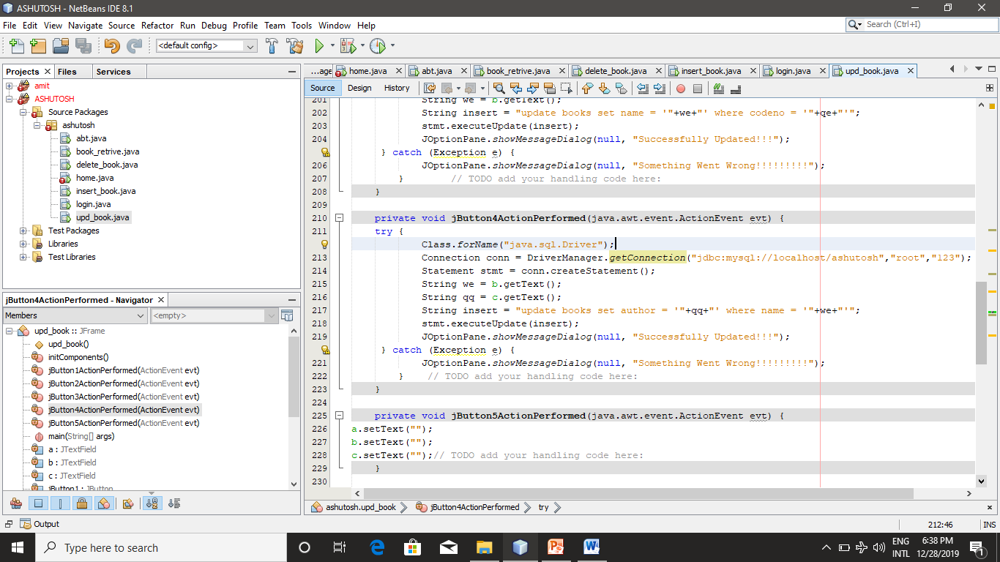 ASHUTOSH - NetBeans IDE 8.1
File Edit View Navigate Source Refactor Run Debug Profile Team Tools Window Help
Search (Ctrl+I)
<default config>
Projects Files Services
amit
ASHUTOSH
Source Packages
ashutosh
abt.java
book_retrive.java
delete_book.java
home.java
insert_book.java
login.java
upd_book.java
Test Packages
Libraries
Test Libraries
jButton4ActionPerformed - Navigator
Members <empty>
upd_book :: JFrame
upd_book()
initComponents()
jButton1ActionPerformed(ActionEvent evt)
jButton2ActionPerformed(ActionEvent evt)
jButton3ActionPerformed(ActionEvent evt)
jButton4ActionPerformed(ActionEvent evt)
jButton5ActionPerformed(ActionEvent evt)
main(String[] args)
a : JTextField
b : JTextField
c : JTextField
jButton1 : JButton
...age home.java abt.java book_retrive.java delete_book.java insert_book.java login.java upd_book.java
Source Design History
201 String we = b.getText();
202 String insert = "update books set name = '"+we+"' where codeno = '"+qe+"'";
203 stmt.executeUpdate(insert);
204 JOptionPane.showMessageDialog(null, "Successfully Updated!!!");
} catch (Exception e) {
206 JOptionPane.showMessageDialog(null, "Something Went Wrong!!!!!!!!!");
207 } // TODO add your handling code here:
208 }
209
210 private void jButton4ActionPerformed(java.awt.event.ActionEvent evt) {
211 try {
Class.forName("java.sql.Driver");
213 Connection conn = DriverManager.getConnection("jdbc:mysql://localhost/ashutosh","root","123");
214 Statement stmt = conn.createStatement();
215 String we = b.getText();
216 String qq = c.getText();
217 String insert = "update books set author = '"+qq+"' where name = '"+we+"'";
218 stmt.executeUpdate(insert);
219 JOptionPane.showMessageDialog(null, "Successfully Updated!!!");
} catch (Exception e) {
221 JOptionPane.showMessageDialog(null, "Something Went Wrong!!!!!!!!!");
222 } // TODO add your handling code here:
223 }
224
225 private void jButton5ActionPerformed(java.awt.event.ActionEvent evt) {
226 a.setText("");
227 b.setText("");
228 c.setText("");// TODO add your handling code here:
229 }
230
ashutosh.upd_book jButton4ActionPerformed try
Output
212:46 INS
Type here to search
ENG
INTL
6:38 PM
12/28/2019
1